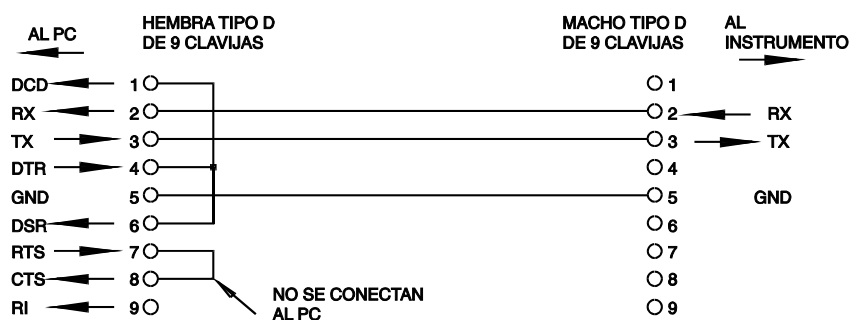 AL PC
HEMBRA TIPO D
DE 9 CLAVIJAS
MACHO TIPO D
DE 9 CLAVIJAS
AL
INSTRUMENTO
DCD 1 1
RX 2 2 RX
TX 3 3 TX
DTR 4 4
GND 5 5 GND
DSR 6 6
RTS 7 7
CTS 8 8
RI 9 9
NO SE CONECTAN
AL PC